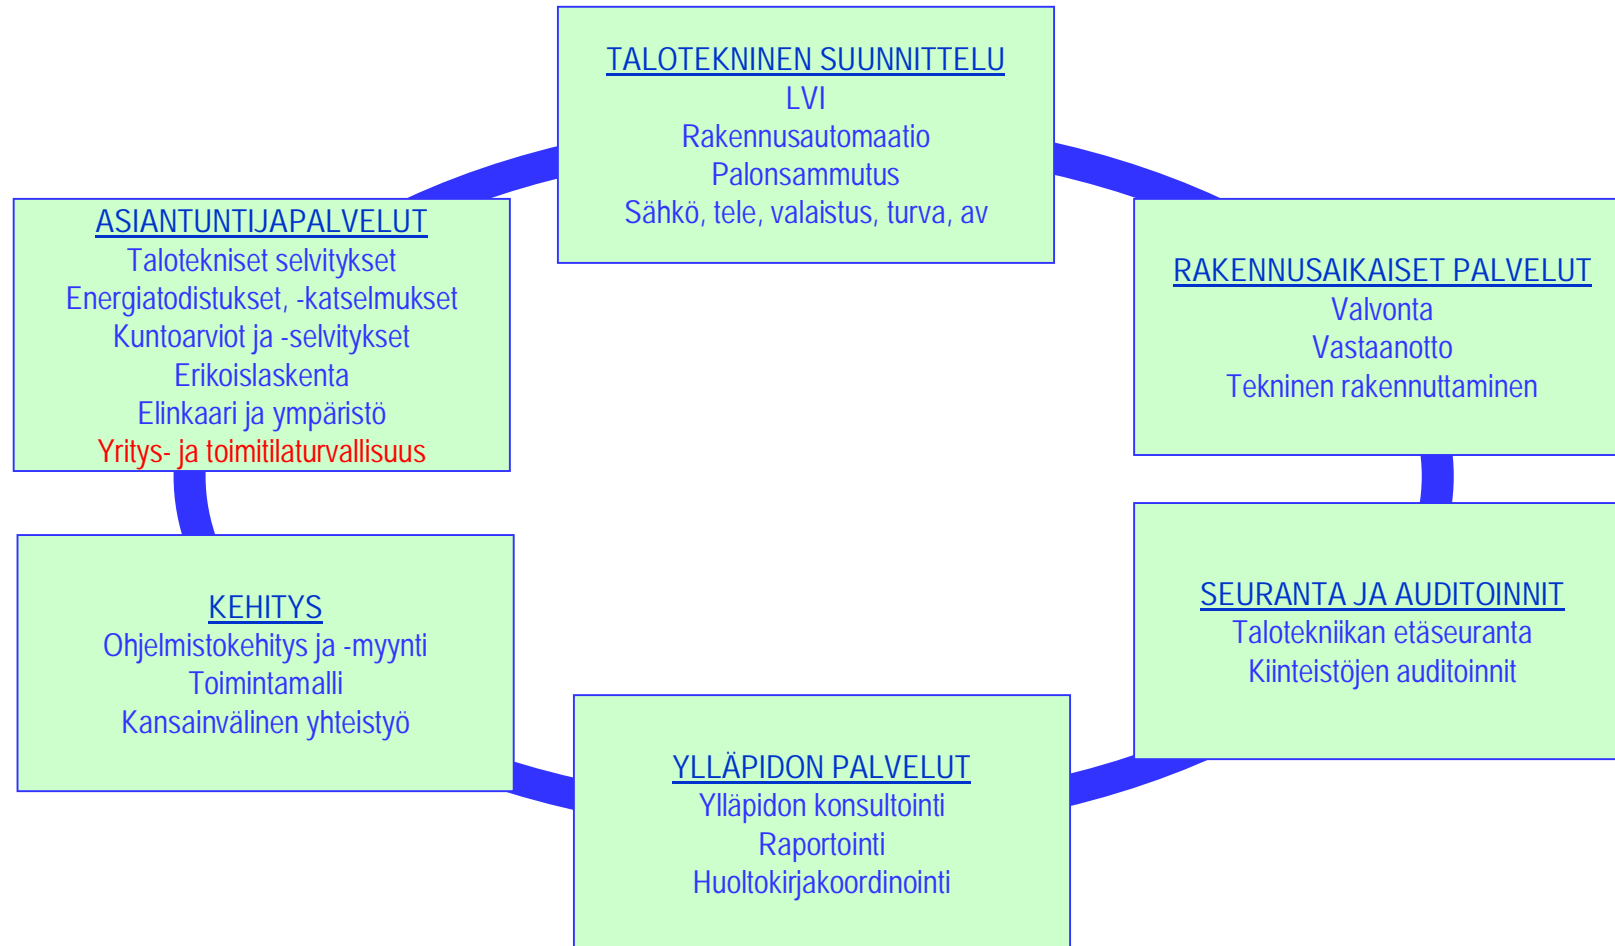 TALOTEKNINEN SUUNNITTELU
LVI
Rakennusautomaatio
Palonsammutus
Sähkö, tele, valaistus, turva, av
ASIANTUNTIJAPALVELUT
Talotekniset selvitykset
Energiatodistukset, -katselmukset
Kuntoarviot ja -selvitykset
Erikoislaskenta
Elinkaari ja ympäristö
Yritys- ja toimitilaturvallisuus
RAKENNUSAIKAISET PALVELUT
Valvonta
Vastaanotto
Tekninen rakennuttaminen
KEHITYS
Ohjelmistokehitys ja -myynti
Toimintamalli
Kansainvälinen yhteistyö
SEURANTA JA AUDITOINNIT
Talotekniikan etäseuranta
Kiinteistöjen auditoinnit
YLLÄPIDON PALVELUT
Ylläpidon konsultointi
Raportointi
Huoltokirjakoordinointi